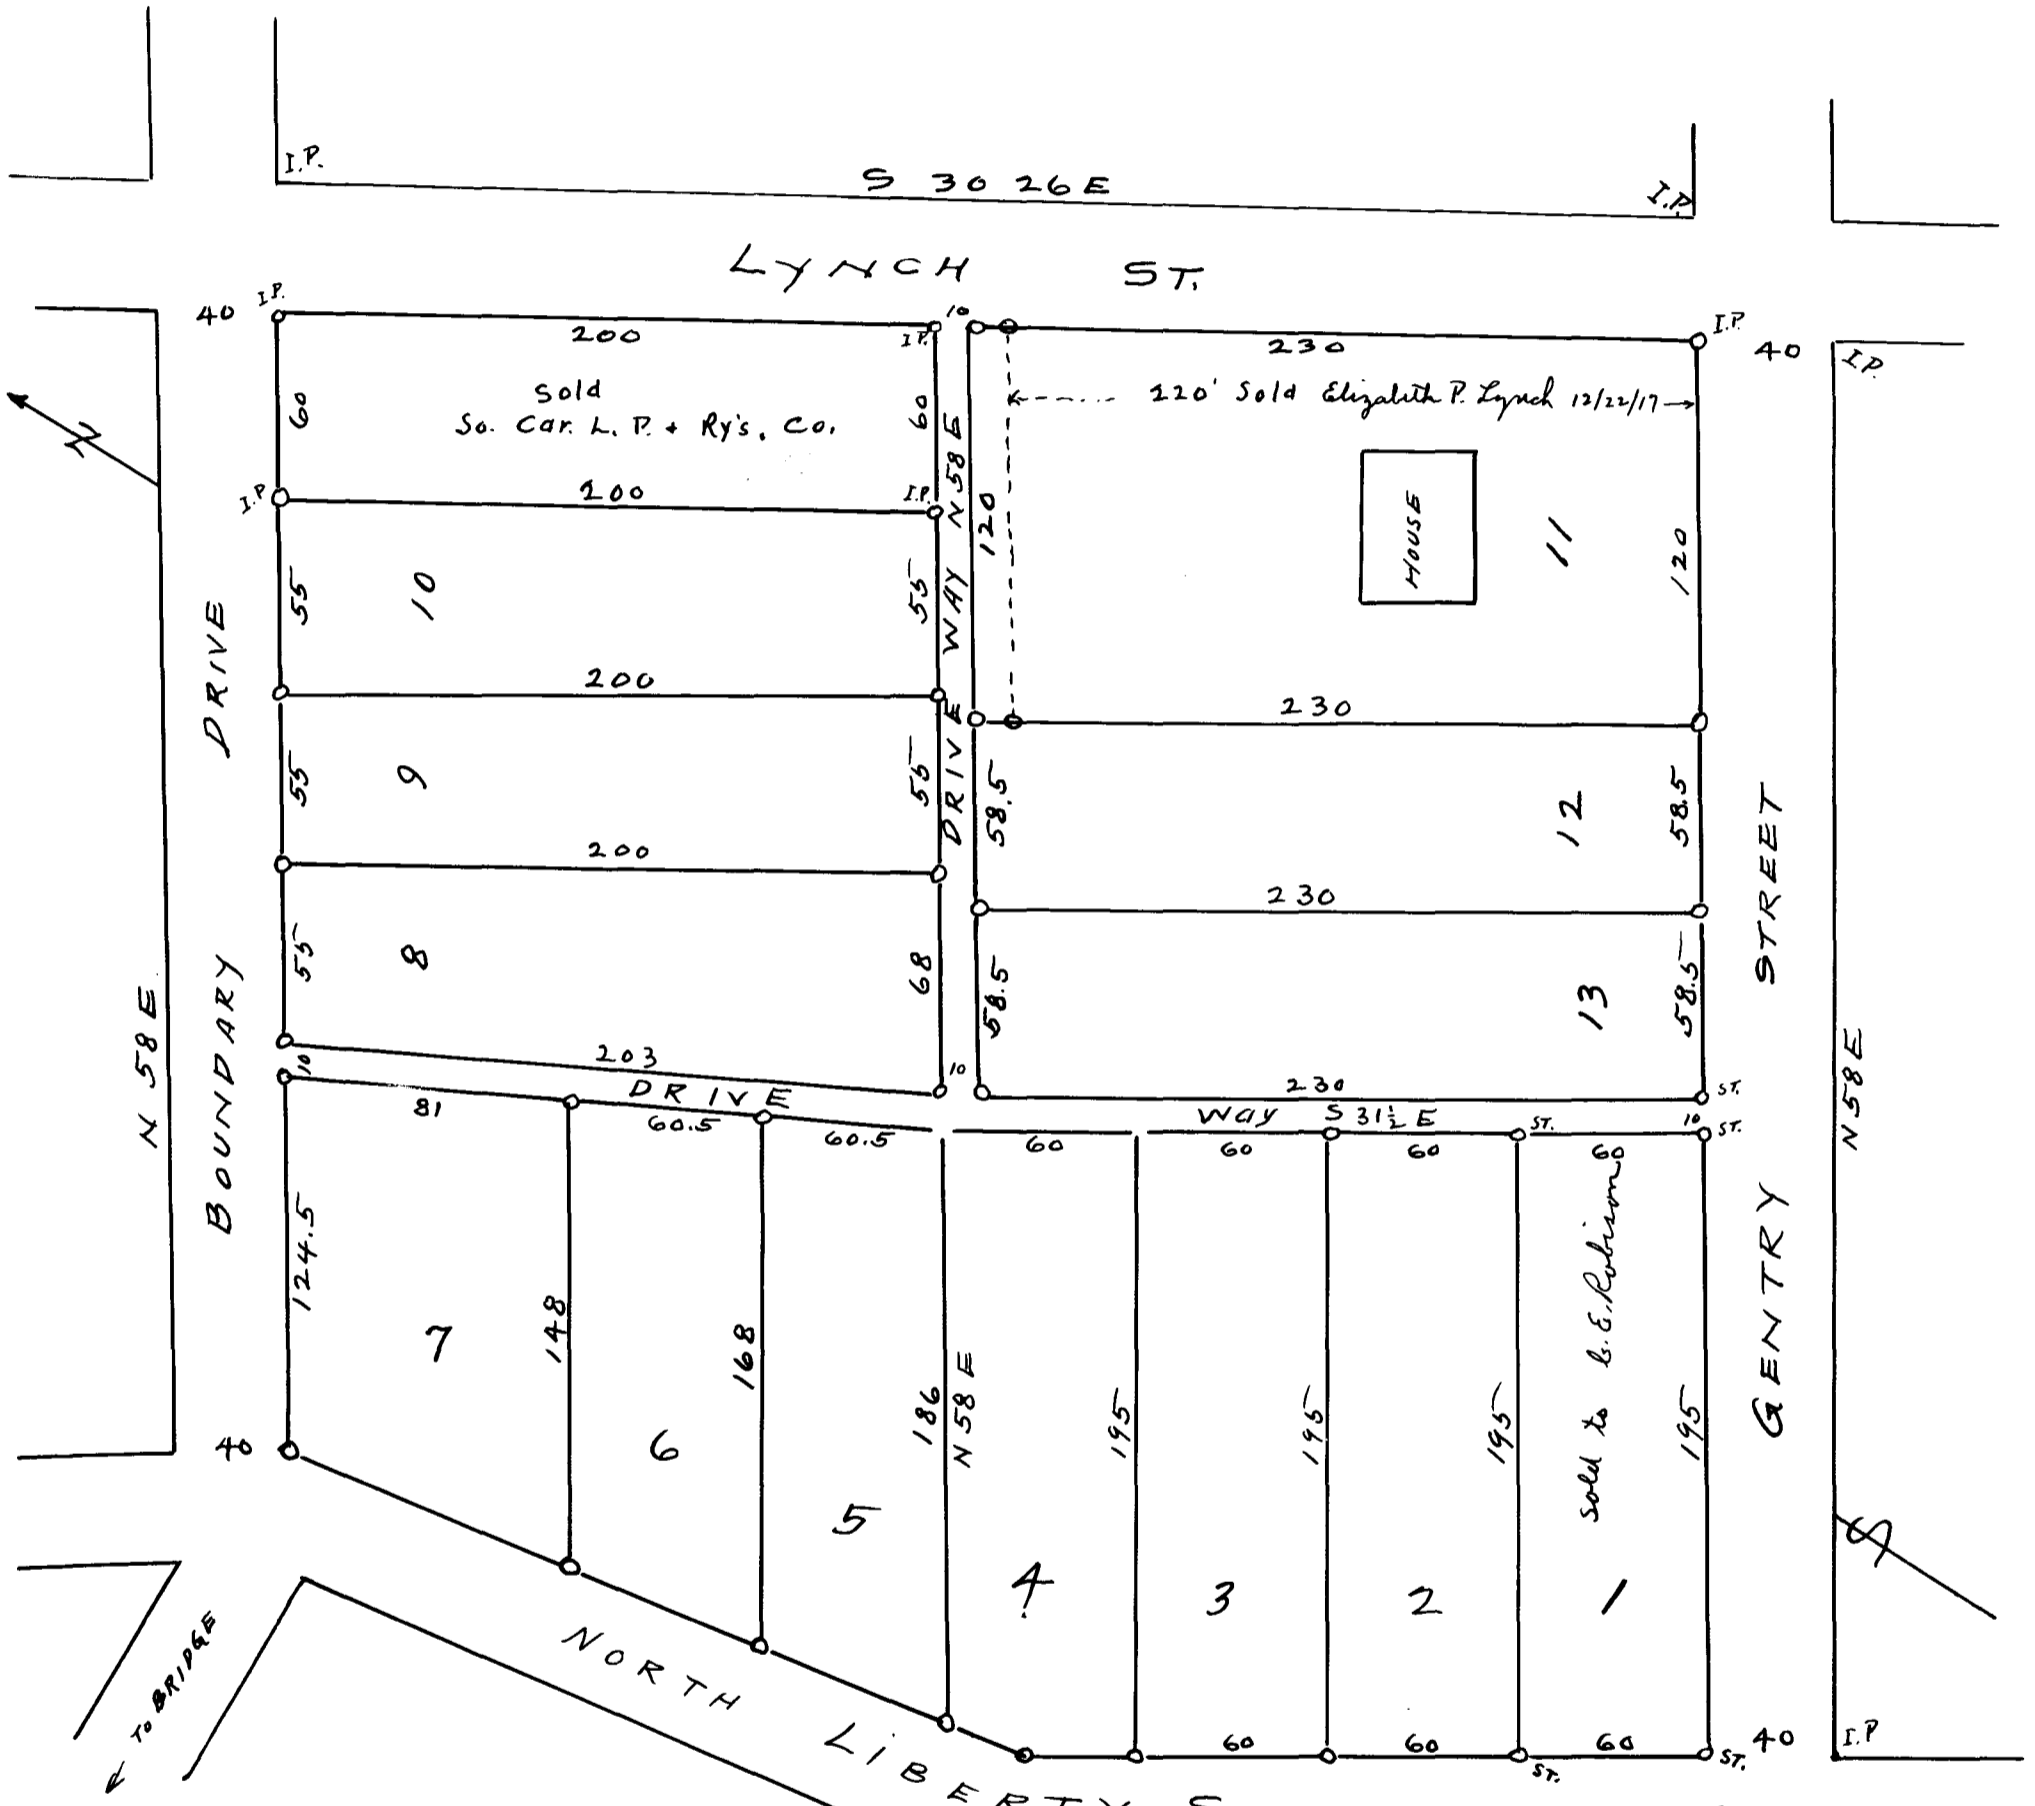 I.P.
S 30 26 E
I.P.
LYNCH ST.
40
I.P.
200
I.P.
10
230
I.P.
40
I.P.
N
60
Sold
So. Car. L. P. + Ry's. Co.
60
220' Sold Elizabeth P. Lynch 12/22/17
HOUSE
11
120
120
I.P
200
I.P.
DRIVE WAY N 58 E
55
10
55
200
230
55
9
55
58.5
12
58.5
200
230
55
8
68
58.5
13
58.5
BOUNDARY DRIVE
N 58 E
GENTRY STREET
N 58 E
203
10
10
230
ST.
DRIVE Way S 31½ E
81
60.5
60.5
60
60
60
60
ST.
10
ST.
124.5
7
148
6
168
5
186
N 58 E
4
195
3
195
2
195
sold to E. Robison
1
195
40
S
60
60
60
ST.
ST.
40
I.P
TO BRIDGE
NORTH LiBERTY S